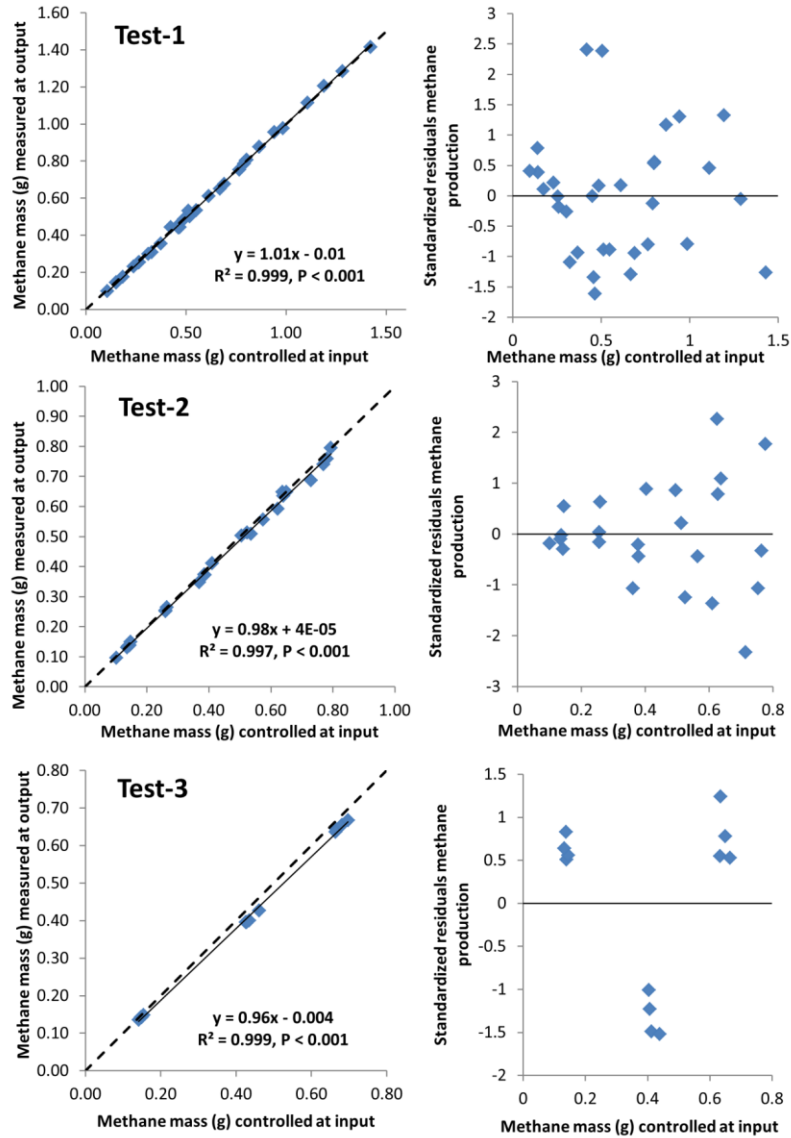 Test-1
Methane mass (g) measured at output
1.60
1.40
1.20
1.00
0.80
0.60
0.40
0.20
0.00
y = 1.01x - 0.01
R² = 0.999, P < 0.001
0.00 0.50 1.00 1.50
Methane mass (g) controlled at input
Standardized residuals methane
production
3
2.5
2
1.5
1
0.5
0
-0.5
-1
-1.5
-2
0 0.5 1 1.5
Methane mass (g) controlled at input
Test-2
Methane mass (g) measured at output
1.00
0.90
0.80
0.70
0.60
0.50
0.40
0.30
0.20
0.10
0.00
y = 0.98x + 4E-05
R² = 0.997, P < 0.001
0.00 0.20 0.40 0.60 0.80 1.00
Methane mass (g) controlled at input
Standardized residuals methane
production
3
2
1
0
-1
-2
-3
0 0.2 0.4 0.6 0.8
Methane mass (g) controlled at input
Test-3
Methane mass (g) measured at output
0.80
0.70
0.60
0.50
0.40
0.30
0.20
0.10
0.00
y = 0.96x - 0.004
R² = 0.999, P < 0.001
0.00 0.20 0.40 0.60 0.80
Methane mass (g) controlled at input
Standardized residuals methane
production
1.5
1
0.5
0
-0.5
-1
-1.5
-2
0 0.2 0.4 0.6 0.8
Methane mass (g) controlled at input